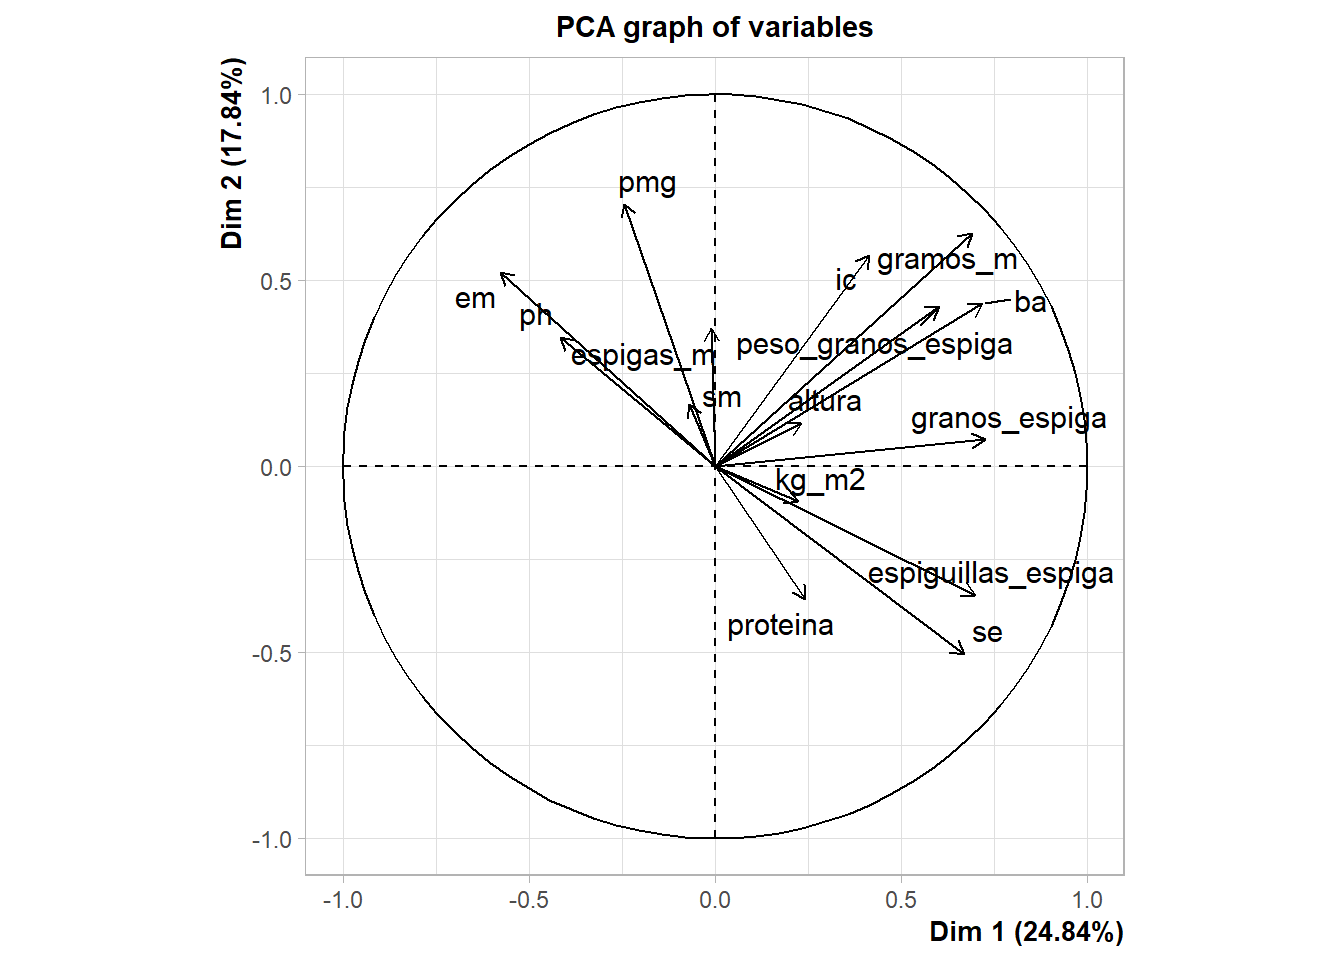 PCA graph of variables
Dim 2 (17.84%)
1.0
0.5
0.0
-0.5
-1.0
pmg
gramos_m
ic
em
ba
ph
peso_granos_espiga
espigas_m
sm
altura
granos_espiga
kg_m2
espiguillas_espiga
proteina
se
-1.0
-0.5
0.0
0.5
1.0
Dim 1 (24.84%)